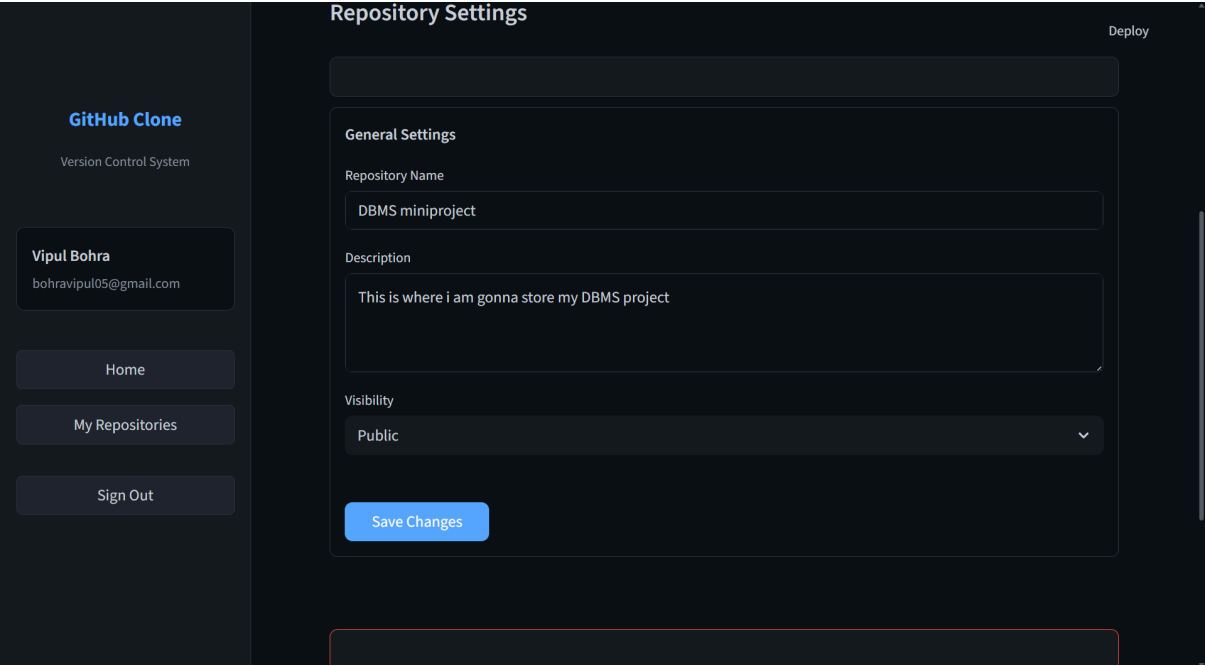 GitHub Clone
Version Control System
Vipul Bohra
bohravipul05@gmail.com
Home
My Repositories
Sign Out
Deploy
Repository Settings
General Settings
Repository Name
DBMS miniproject
Description
This is where i am gonna store my DBMS project
Visibility
Public
Save Changes